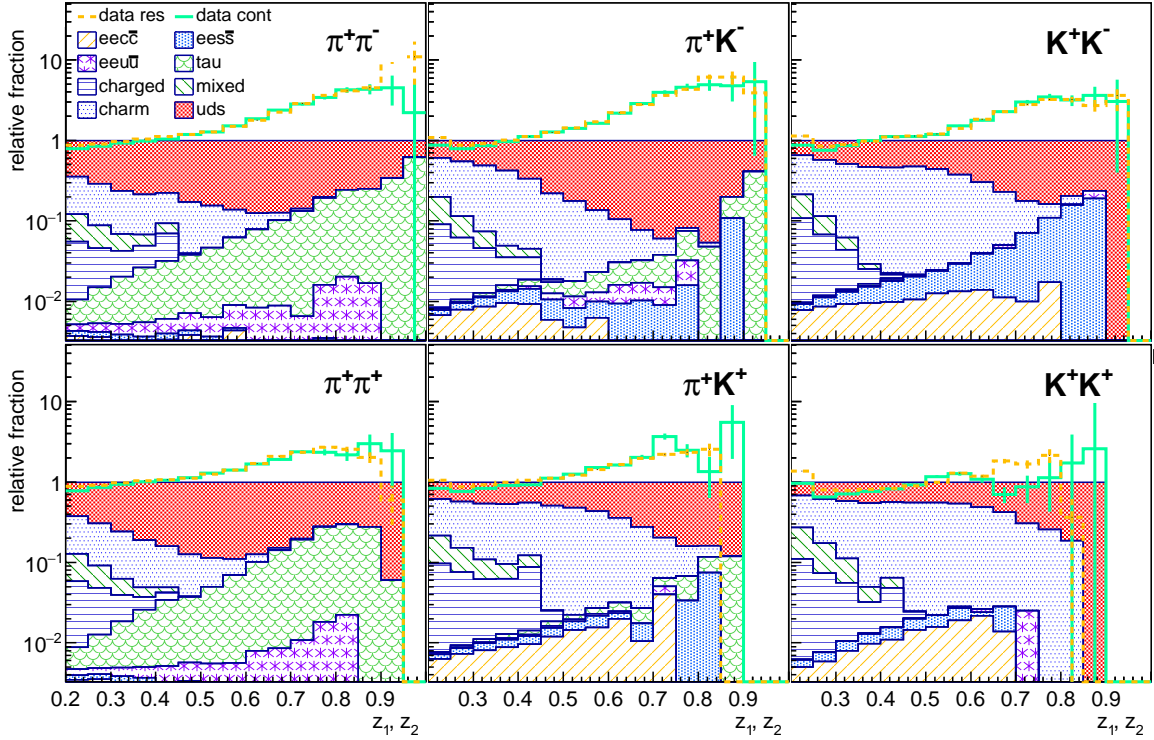 data res data cont
eecc̄ eess̄
eeuū tau
charged mixed
charm uds
π⁺π⁻
π⁺K⁻
K⁺K⁻
relative fraction
10
1
10⁻¹
10⁻²
π⁺π⁺
π⁺K⁺
K⁺K⁺
relative fraction
10
1
10⁻¹
10⁻²
0.2 0.3 0.4 0.5 0.6 0.7 0.8 0.9
0.3 0.4 0.5 0.6 0.7 0.8 0.9
0.3 0.4 0.5 0.6 0.7 0.8 0.9
z₁, z₂
z₁, z₂
z₁, z₂